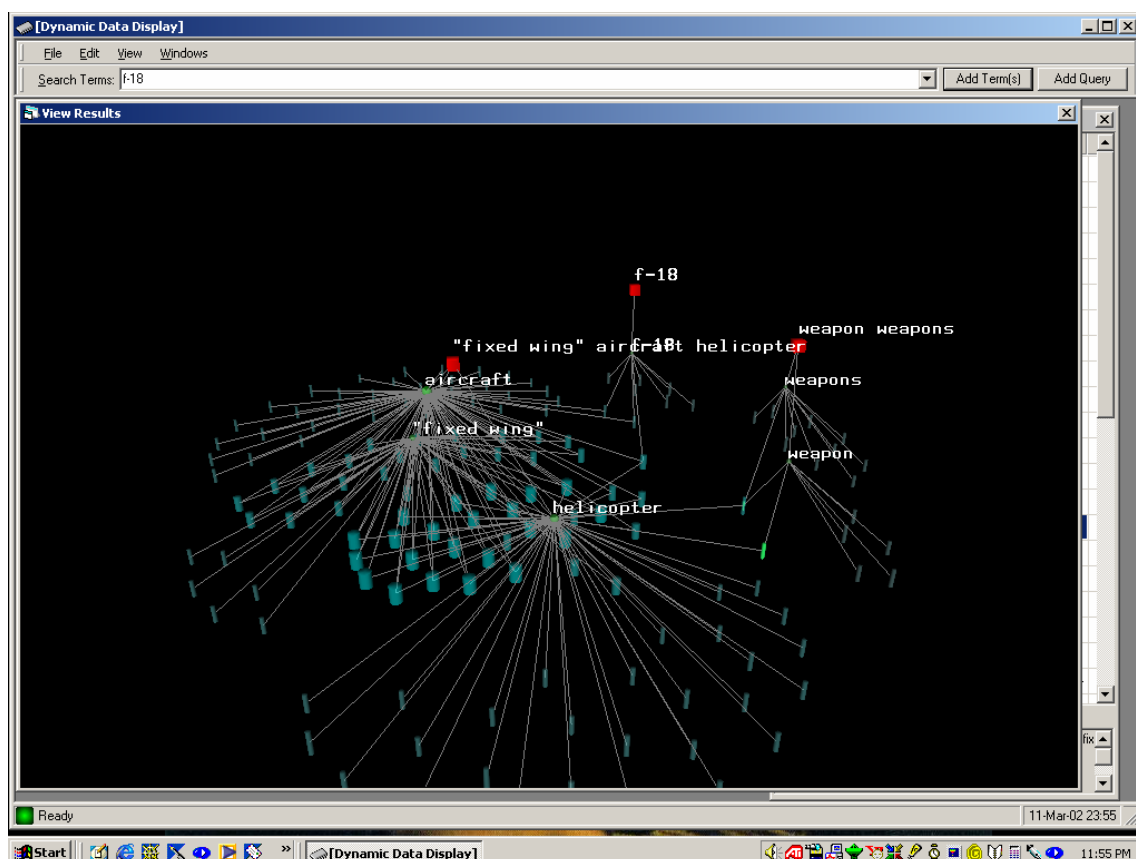 [Dynamic Data Display]
File Edit View Windows
Search Terms: f-18 Add Term(s) Add Query
View Results
f-18
weapon weapons
"fixed wing" aircraft helicopter
f-18
aircraft
weapons
"fixed wing"
weapon
helicopter
fix
Ready 11-Mar-02 23:55
Start » [Dynamic Data Display] 11:55 PM